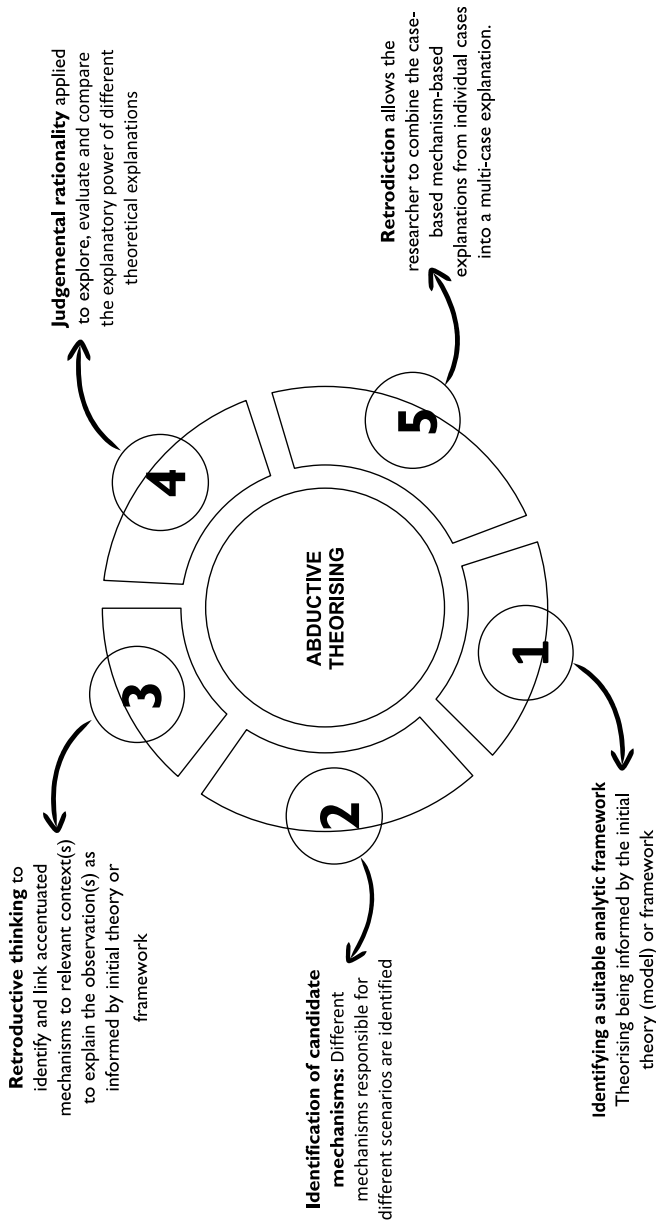 ABDUCTIVE
THEORISING
1
Identifying a suitable analytic framework
Theorising being informed by the initial
theory (model) or framework
2
Identification of candidate
mechanisms: Different
mechanisms responsible for
different scenarios are identified
3
Retroductive thinking to
identify and link accentuated
mechanisms to relevant context(s)
to explain the observation(s) as
informed by initial theory or
framework
4
Judgemental rationality applied
to explore, evaluate and compare
the explanatory power of different
theoretical explanations
5
Retrodiction allows the
researcher to combine the case-
based mechanism-based
explanations from individual cases
into a multi-case explanation.